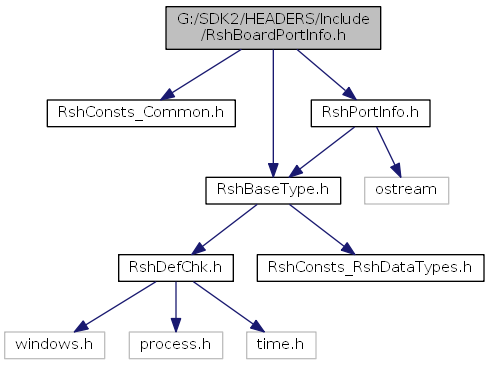 G:/SDK2/HEADERS/Include
/RshBoardPortInfo.h
RshConsts_Common.h
RshPortInfo.h
RshBaseType.h
ostream
RshDefChk.h
RshConsts_RshDataTypes.h
windows.h
process.h
time.h